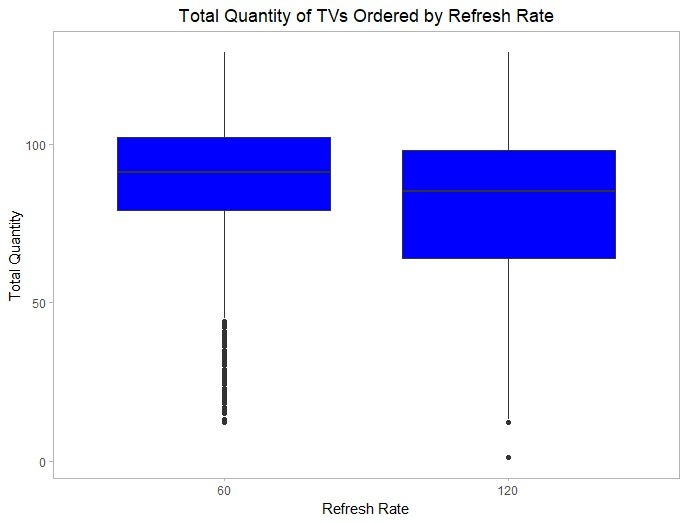 Total Quantity of TVs Ordered by Refresh Rate
100
50
0
Total Quantity
60 120
Refresh Rate